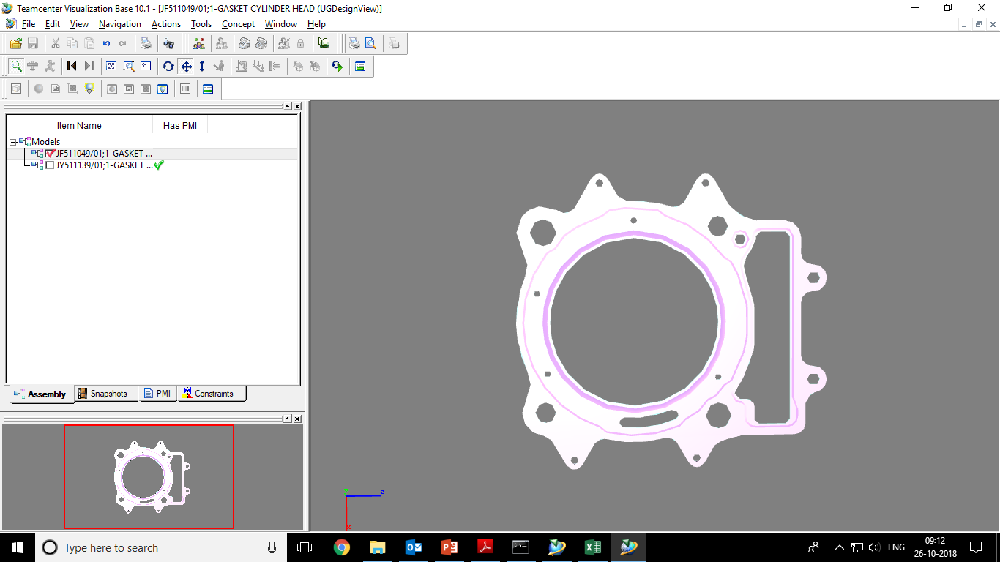 Teamcenter Visualization Base 10.1 - [JF511049/01;1-GASKET CYLINDER HEAD (UGDesignView)]
File Edit View Navigation Actions Tools Concept Window Help
Item Name Has PMI
Models
JF511049/01;1-GASKET ...
JY511139/01;1-GASKET ...
Assembly Snapshots PMI Constraints
z
x
Type here to search
ENG
09:12
26-10-2018